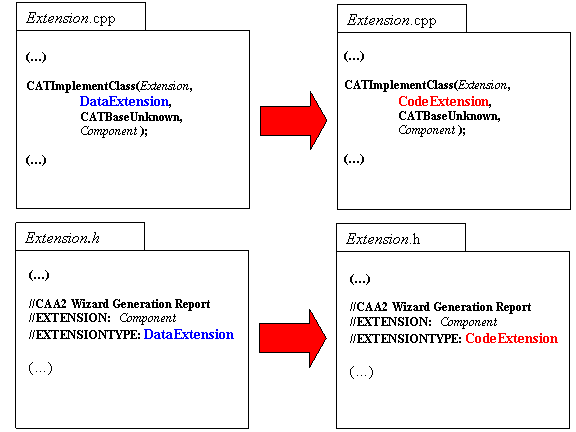 Extension.cpp
(...)
CATImplementClass(Extension,
DataExtension,
CATBaseUnknown,
Component );
(...)
Extension.cpp
(...)
CATImplementClass(Extension,
CodeExtension,
CATBaseUnknown,
Component );
(...)
Extension.h
(...)
//CAA2 Wizard Generation Report
//EXTENSION: Component
//EXTENSIONTYPE: DataExtension
(...)
Extension.h
(...)
//CAA2 Wizard Generation Report
//EXTENSION: Component
//EXTENSIONTYPE: CodeExtension
(...)